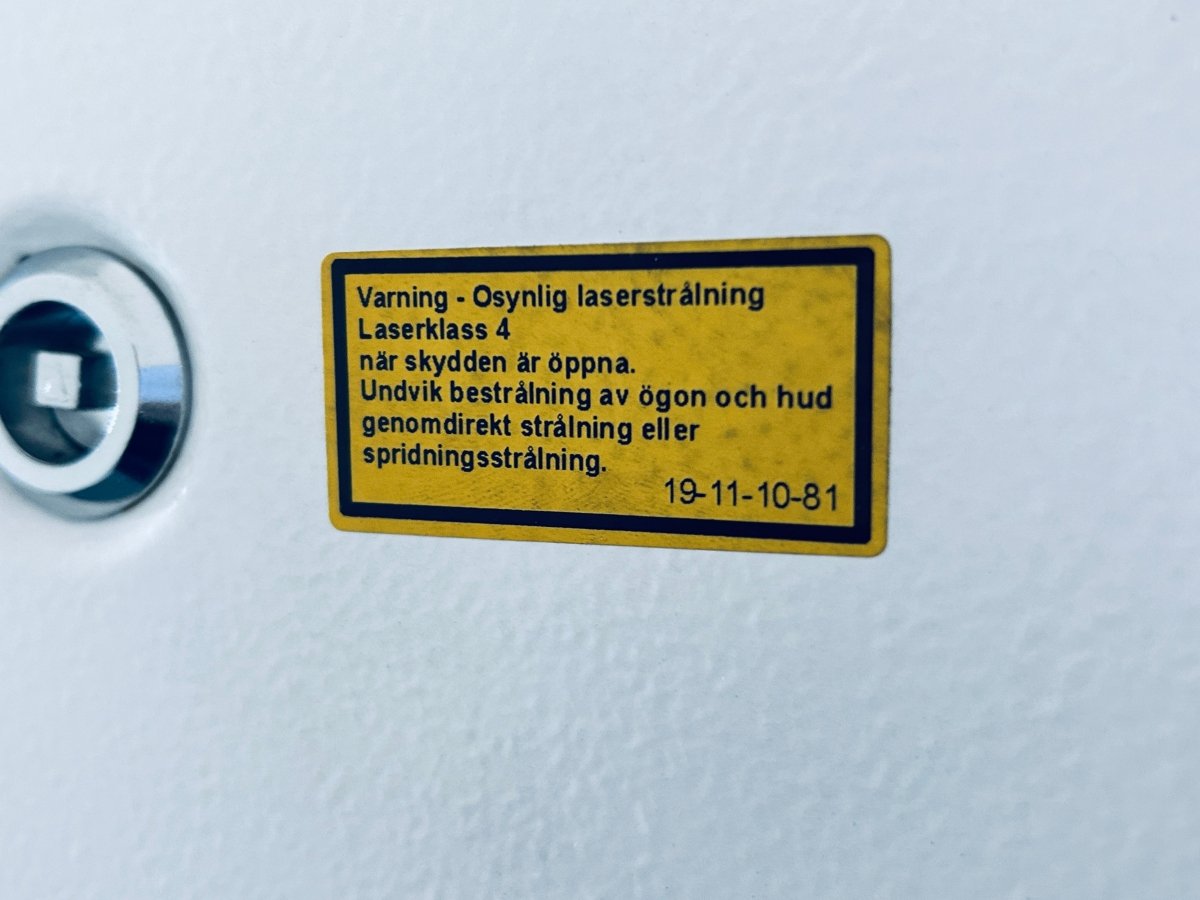 Varning - Osynlig laserstrålning
Laserklass 4
när skydden är öppna.
Undvik bestrålning av ögon och hud
genomdirekt strålning eller
spridningsstrålning.
19-11-10-81